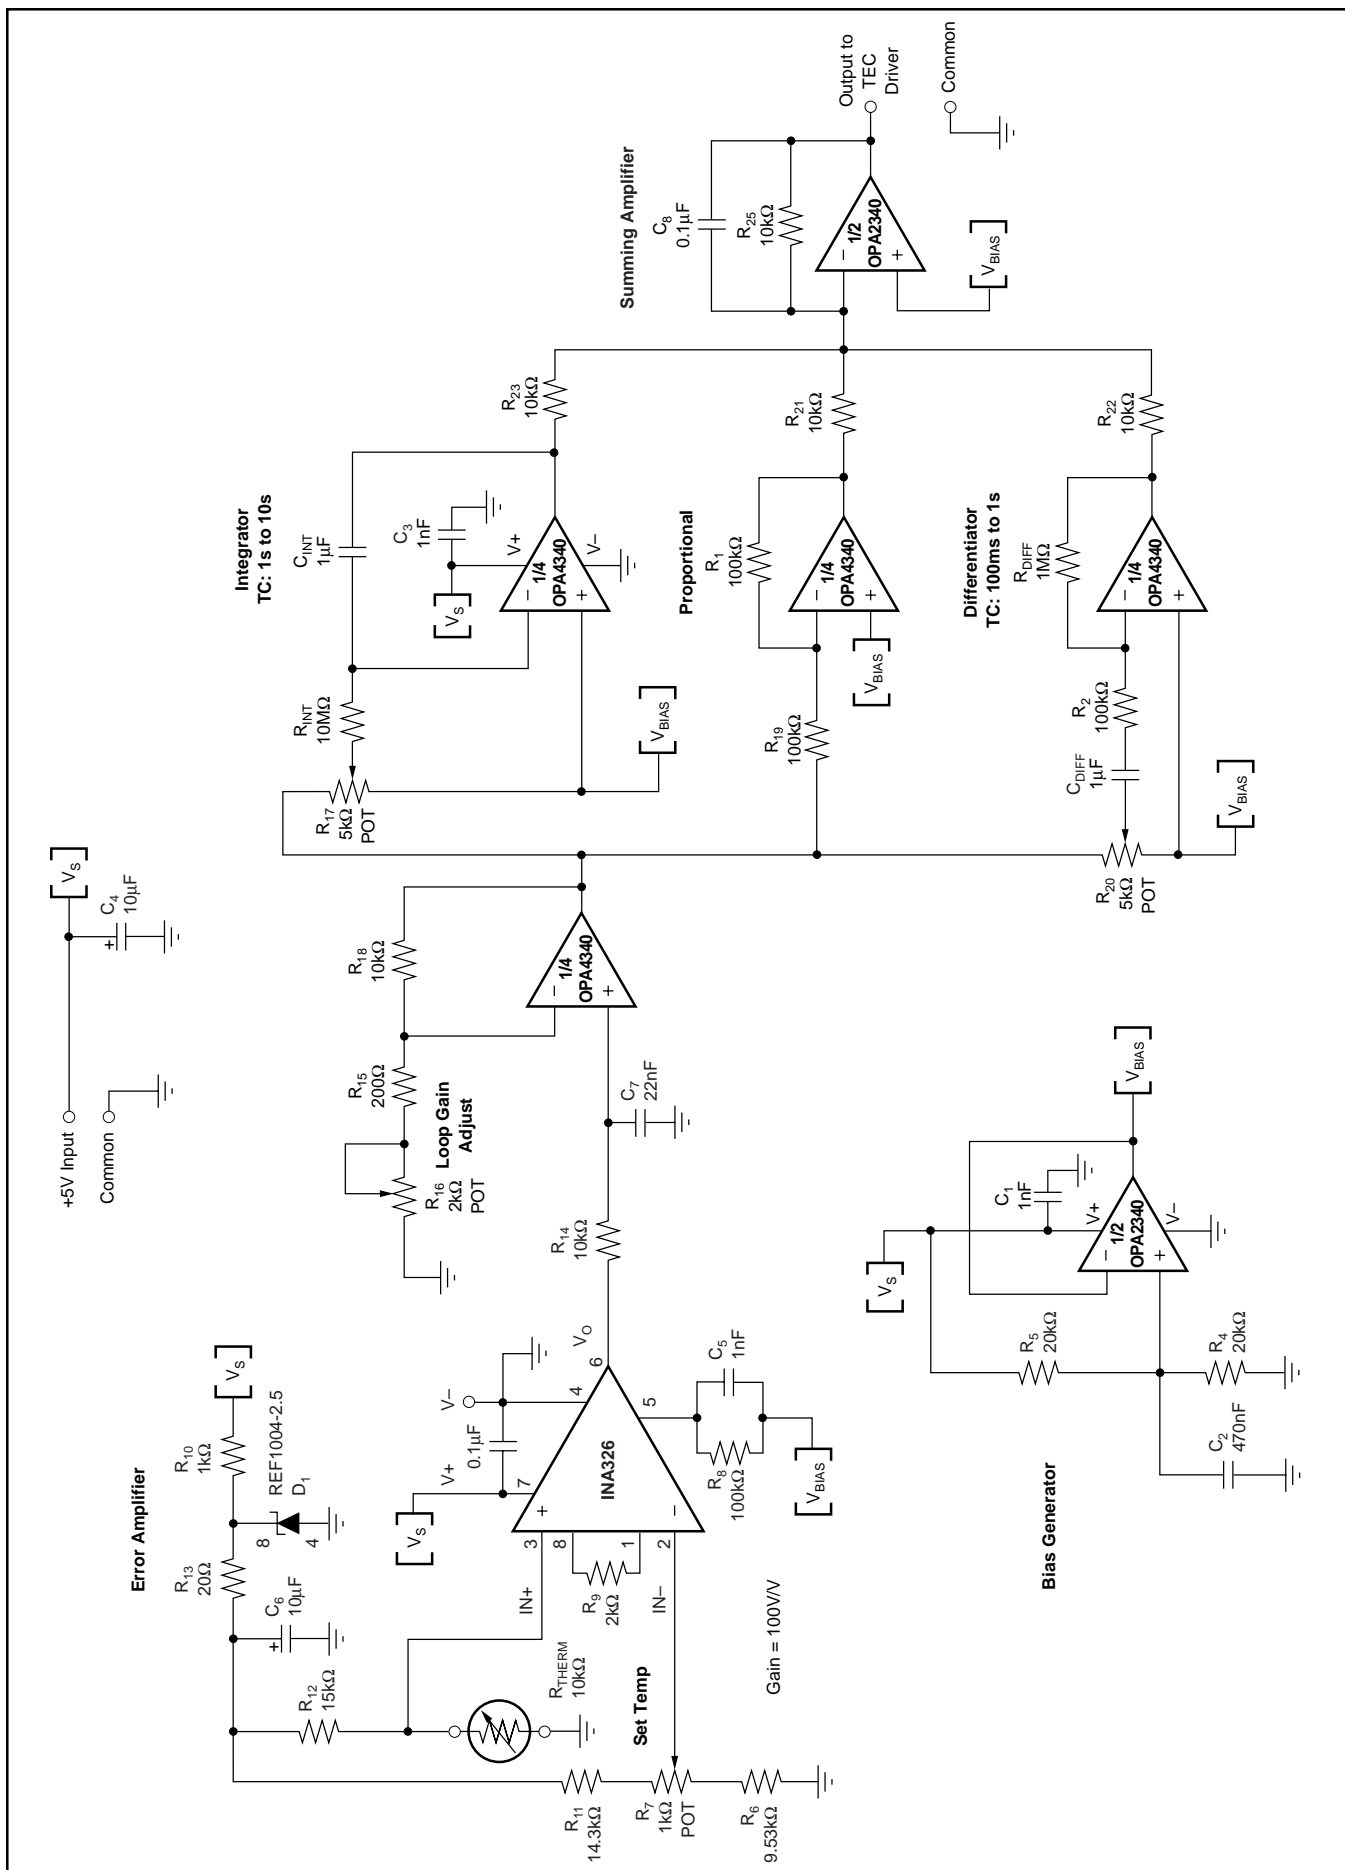 +5V Input
Common
[VS]
+
C4
10µF
Error Amplifier
[VS]
R10
1kΩ
REF1004-2.5
D1
8
4
R13
20Ω
+
C6
10µF
R12
15kΩ
RTHERM
10kΩ
R11
14.3kΩ
Set Temp
R7
1kΩ
POT
R6
9.53kΩ
IN+
IN–
3
8
1
2
R9
2kΩ
[VS]
V+
7
0.1µF
V–
4
+
–
INA326
VO
6
5
R8
100kΩ
C5
1nF
[VBIAS]
Gain = 100V/V
R14
10kΩ
C7
22nF
Loop Gain
Adjust
R16
2kΩ
POT
R15
200Ω
R18
10kΩ
–
+
1/4
OPA4340
Integrator
TC: 1s to 10s
R17
5kΩ
POT
RINT
10MΩ
CINT
1µF
[VS]
C3
1nF
V+
V–
–
+
1/4
OPA4340
[VBIAS]
R23
10kΩ
Proportional
R19
100kΩ
R1
100kΩ
–
+
1/4
OPA4340
[VBIAS]
R21
10kΩ
Differentiator
TC: 100ms to 1s
R20
5kΩ
POT
CDIFF
1µF
R2
100kΩ
RDIFF
1MΩ
–
+
1/4
OPA4340
[VBIAS]
R22
10kΩ
Summing Amplifier
C8
0.1µF
R25
10kΩ
–
+
1/2
OPA2340
[VBIAS]
Output to
TEC
Driver
Common
Bias Generator
[VS]
R5
20kΩ
R4
20kΩ
C2
470nF
C1
1nF
V+
V–
–
+
1/2
OPA2340
[VBIAS]